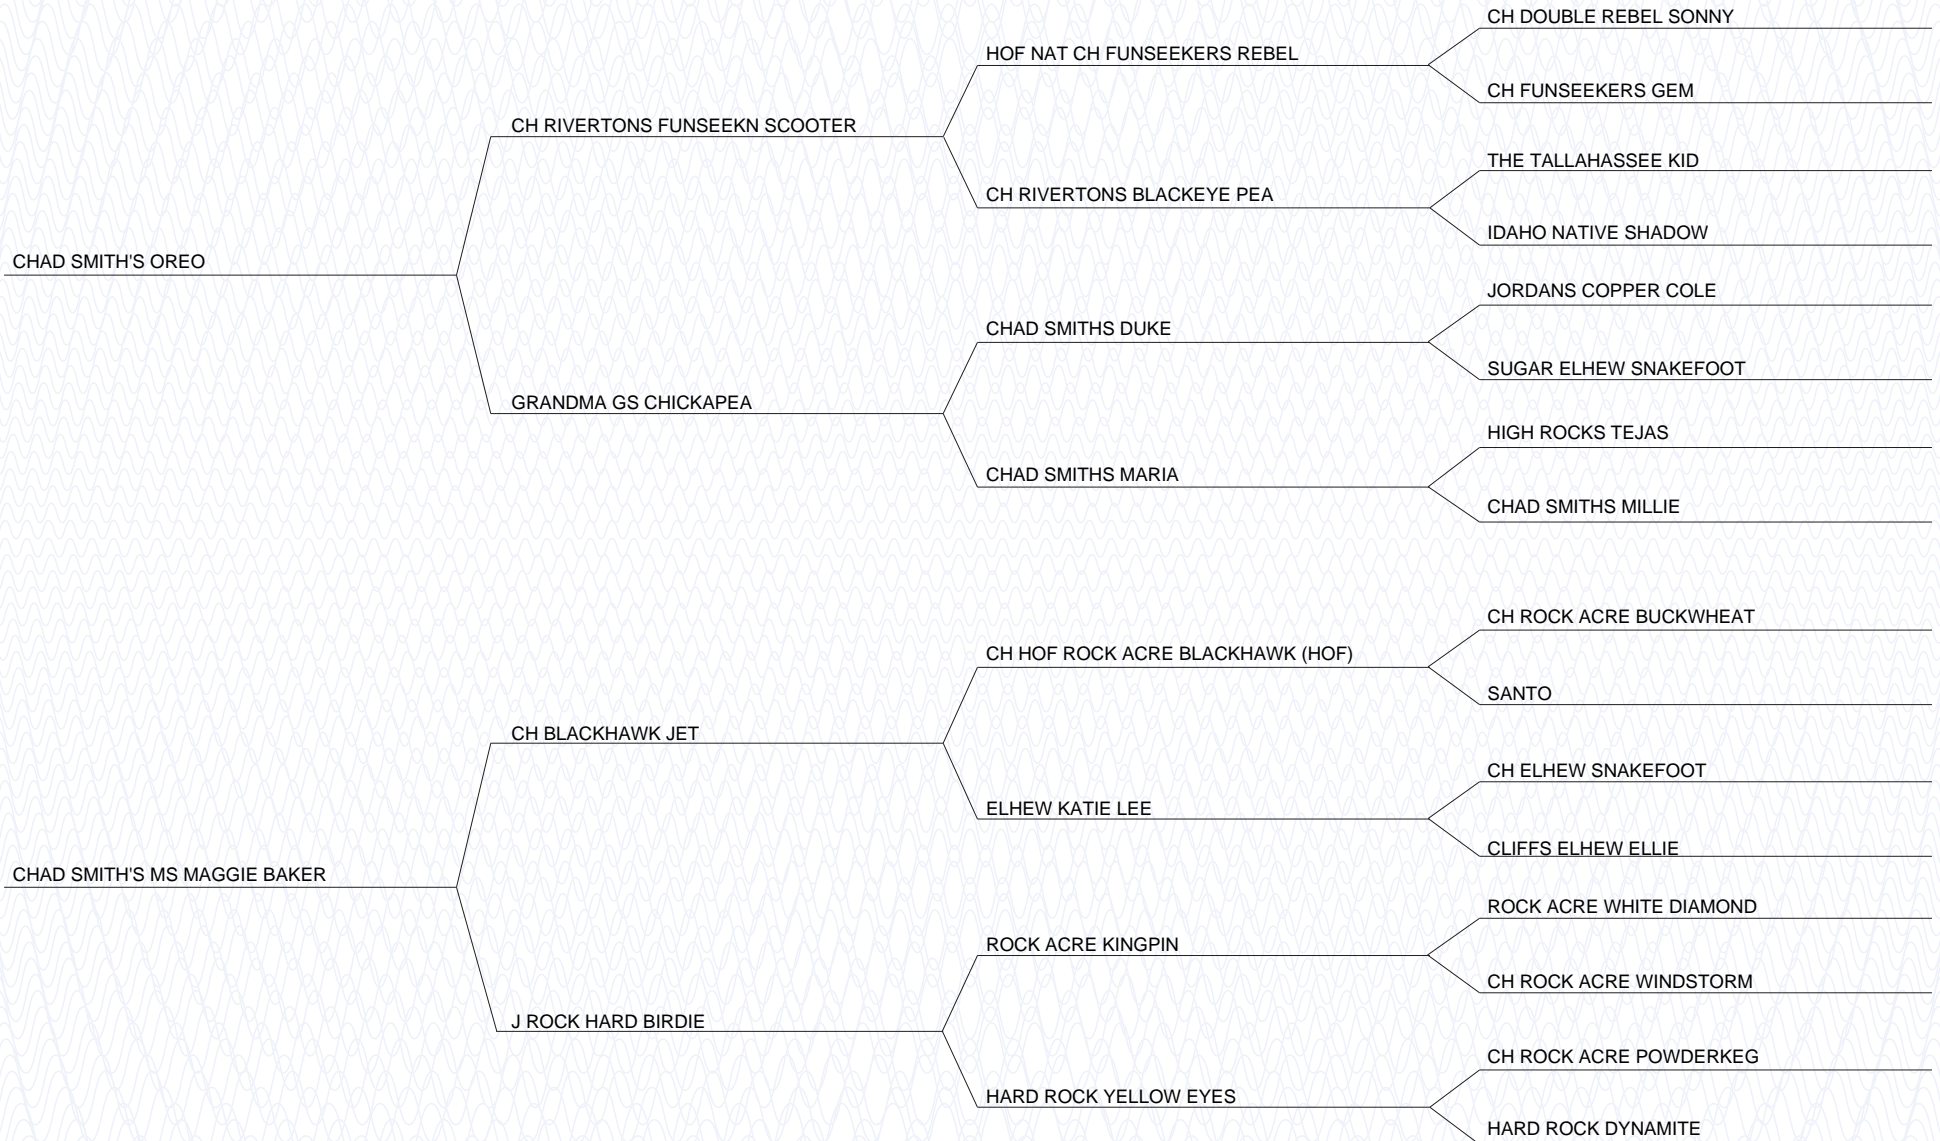 CH DOUBLE REBEL SONNY
HOF NAT CH FUNSEEKERS REBEL
CH FUNSEEKERS GEM
CH RIVERTONS FUNSEEKN SCOOTER
THE TALLAHASSEE KID
CH RIVERTONS BLACKEYE PEA
IDAHO NATIVE SHADOW
CHAD SMITH'S OREO
JORDANS COPPER COLE
CHAD SMITHS DUKE
SUGAR ELHEW SNAKEFOOT
GRANDMA GS CHICKAPEA
HIGH ROCKS TEJAS
CHAD SMITHS MARIA
CHAD SMITHS MILLIE
CH ROCK ACRE BUCKWHEAT
CH HOF ROCK ACRE BLACKHAWK (HOF)
SANTO
CH BLACKHAWK JET
CH ELHEW SNAKEFOOT
ELHEW KATIE LEE
CLIFFS ELHEW ELLIE
CHAD SMITH'S MS MAGGIE BAKER
ROCK ACRE WHITE DIAMOND
ROCK ACRE KINGPIN
CH ROCK ACRE WINDSTORM
J ROCK HARD BIRDIE
CH ROCK ACRE POWDERKEG
HARD ROCK YELLOW EYES
HARD ROCK DYNAMITE